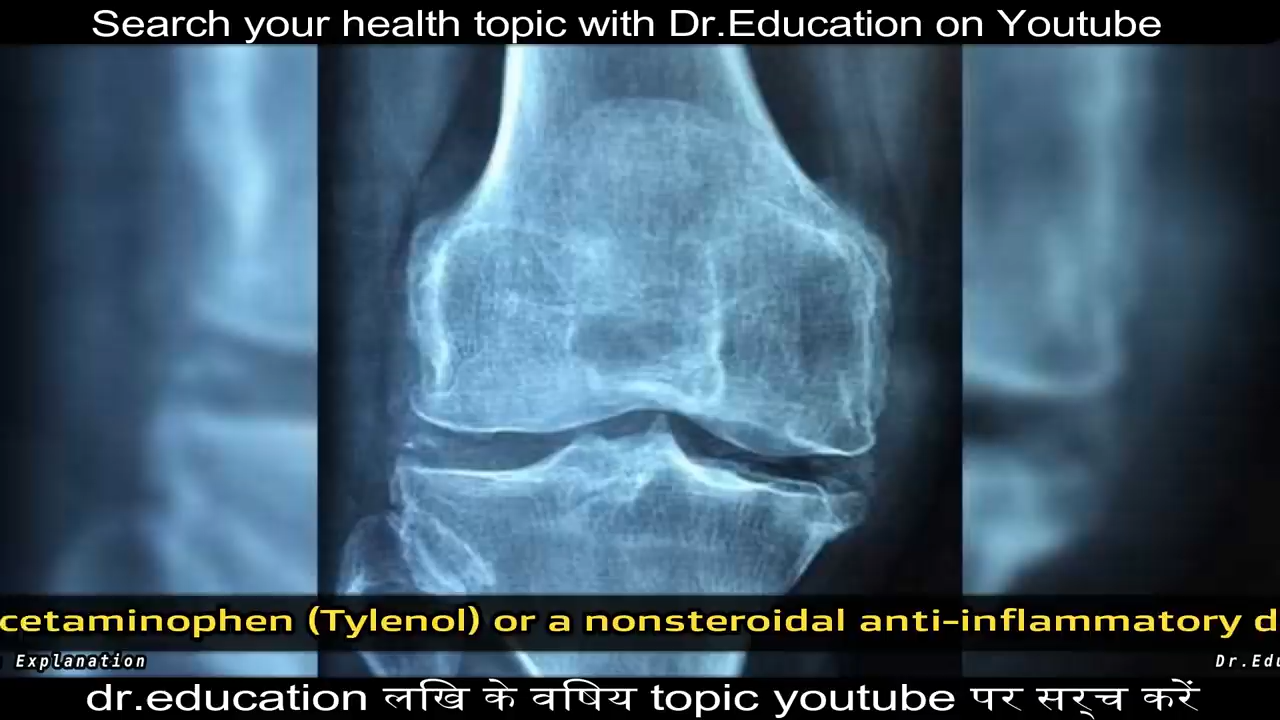 Search your health topic with Dr.Education on Youtube
cetaminophen (Tylenol) or a nonsteroidal anti-inflammatory d
Explanation
Dr.Edu
dr.education लखि के वषिय topic youtube पर सर्च करें